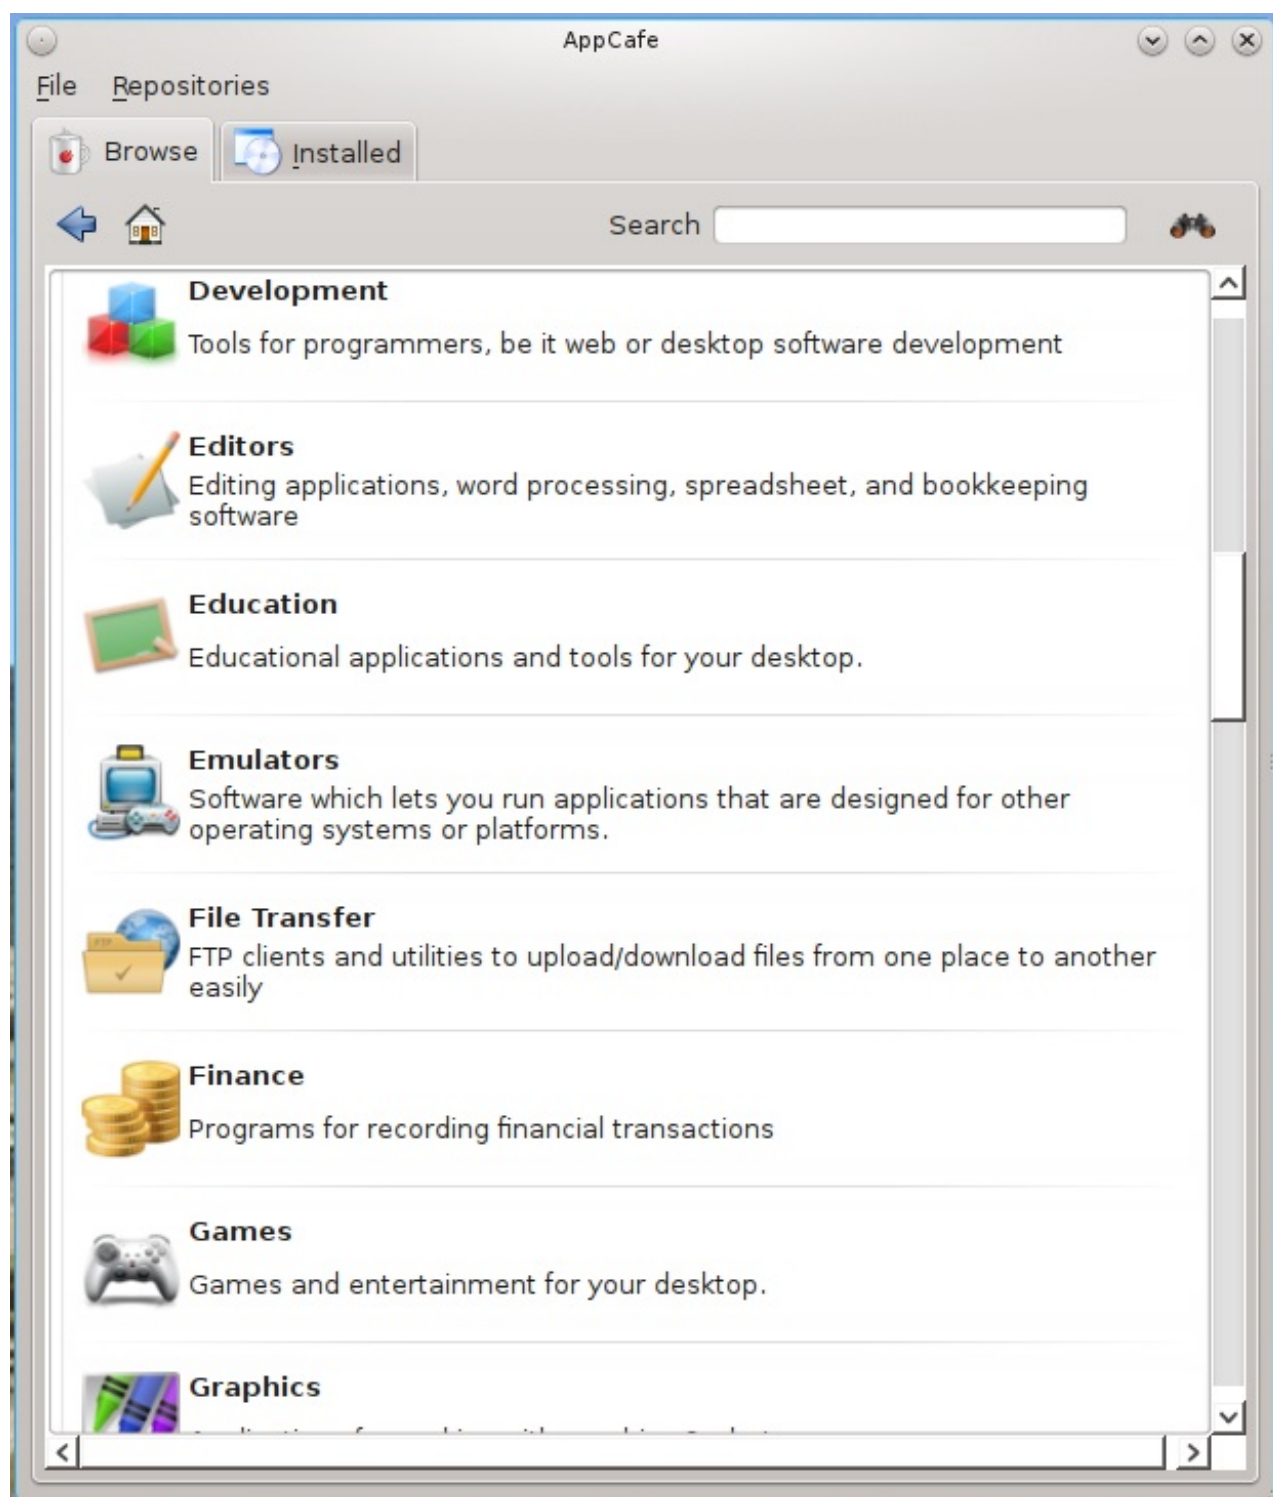 AppCafe
File Repositories
Browse Installed
Search
Development
Tools for programmers, be it web or desktop software development
Editors
Editing applications, word processing, spreadsheet, and bookkeeping
software
Education
Educational applications and tools for your desktop.
Emulators
Software which lets you run applications that are designed for other
operating systems or platforms.
File Transfer
FTP
FTP clients and utilities to upload/download files from one place to another
easily
Finance
Programs for recording financial transactions
Games
Games and entertainment for your desktop.
Graphics